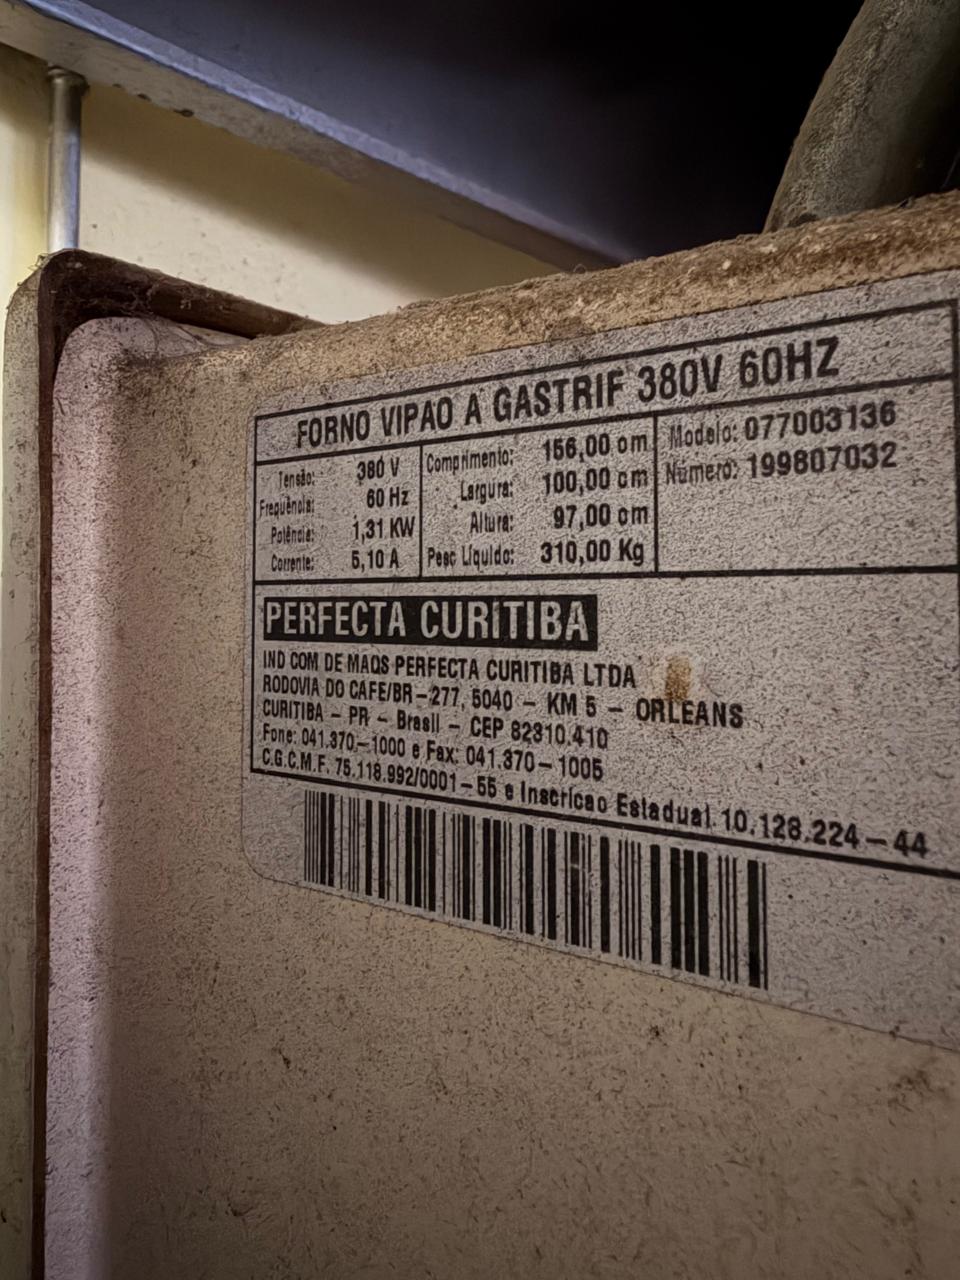 FORNO VIPAO A GASTRIF 380V 60HZ
Tensão: 380 V
Frequência: 60 Hz
Potência: 1,31 KW
Corrente: 5,10 A
Comprimento: 156,00 cm
Largura: 100,00 cm
Altura: 97,00 cm
Peso Líquido: 310,00 Kg
Modelo: 077003136
Número: 199807032
PERFECTA CURITIBA
IND COM DE MAQS PERFECTA CURITIBA LTDA
RODOVIA DO CAFE/BR-277, 5040 - KM 5 - ORLEANS
CURITIBA - PR - Brasil - CEP 82310.410
Fone: 041.370-1000 e Fax: 041.370-1005
C.G.C.M.F. 75.118.992/0001-55 e Inscricao Estadual 10.128.224-44